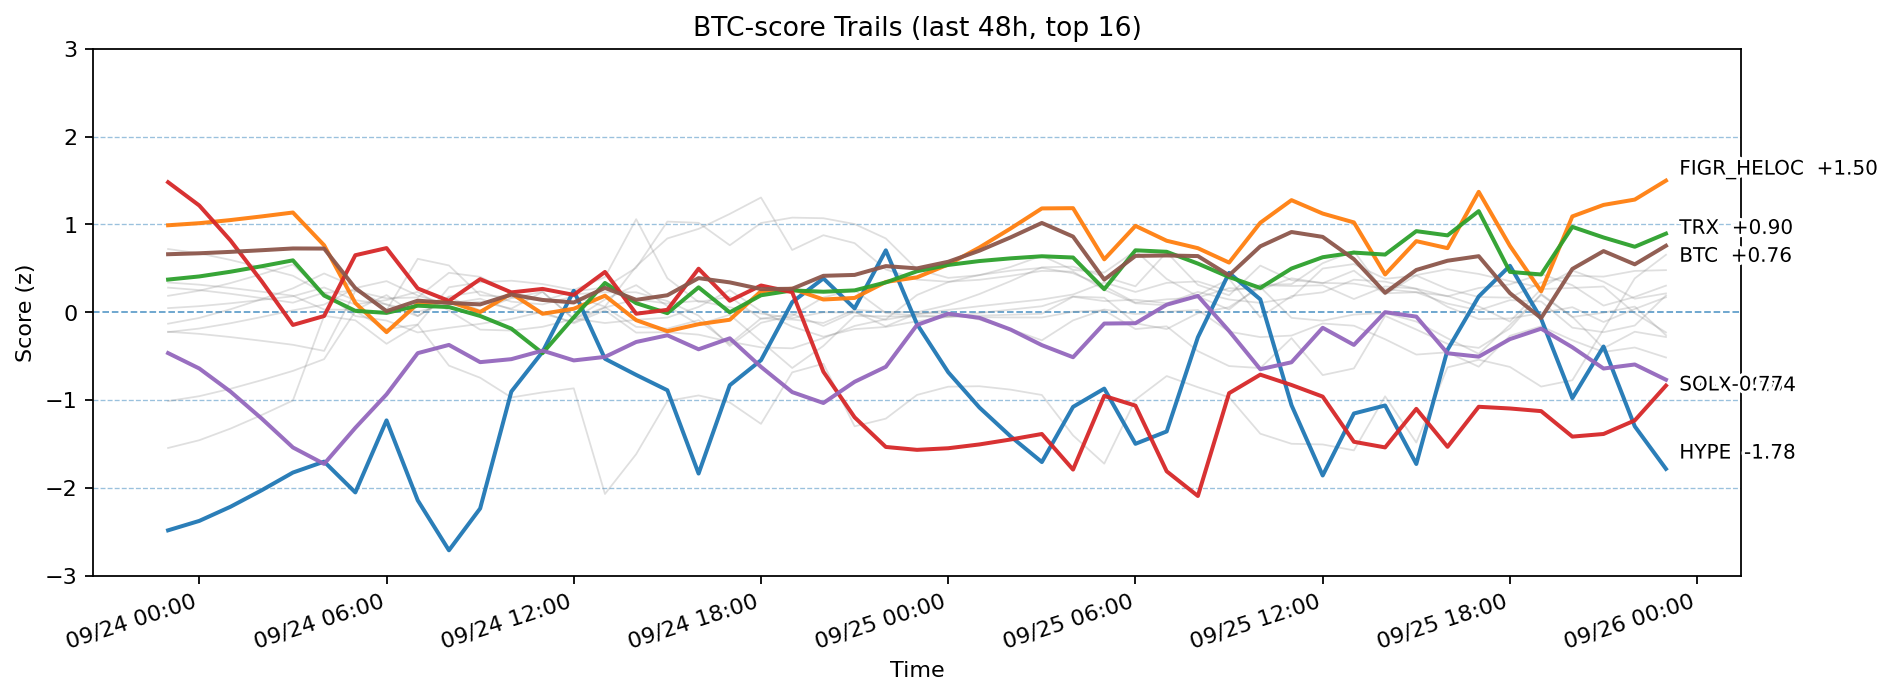 BTC-score Trails (last 48h, top 16)
Score (z)
3
2
1
0
−1
−2
−3
FIGR_HELOC +1.50
TRX +0.90
BTC +0.76
HYPE -1.78
09/24 00:00
09/24 06:00
09/24 12:00
09/24 18:00
09/25 00:00
09/25 06:00
09/25 12:00
09/25 18:00
09/26 00:00
Time